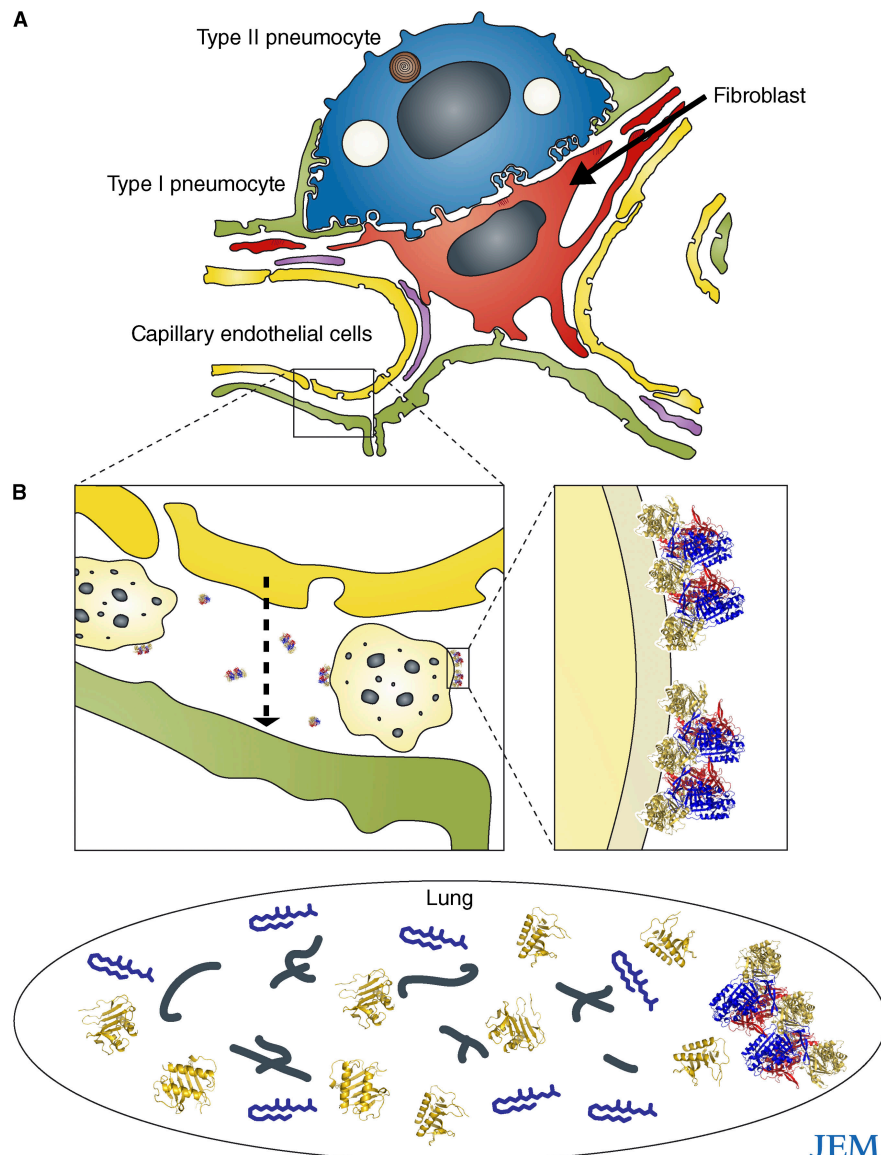 A
Type II pneumocyte
Fibroblast
Type I pneumocyte
Capillary endothelial cells
B
Lung
JEM